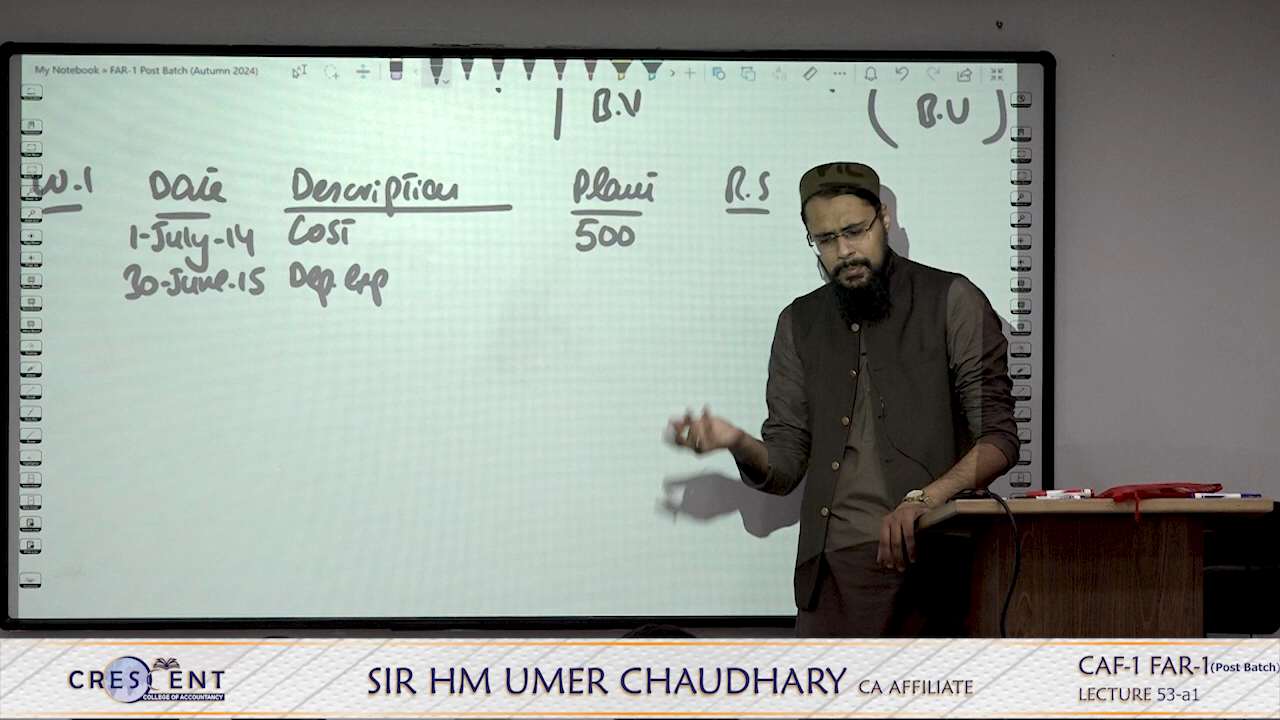 My Notebook » FAR-1 Post Batch (Autumn 2024)
B.V (B.V)
W.1 Date Description Plant R.S
1-July-14 Cost 500
30-June-15 Dep. exp
CRESCENT
COLLEGE OF ACCOUNTANCY
SIR HM UMER CHAUDHARY CA AFFILIATE
CAF-1 FAR-1(Post Batch)
LECTURE 53-a1